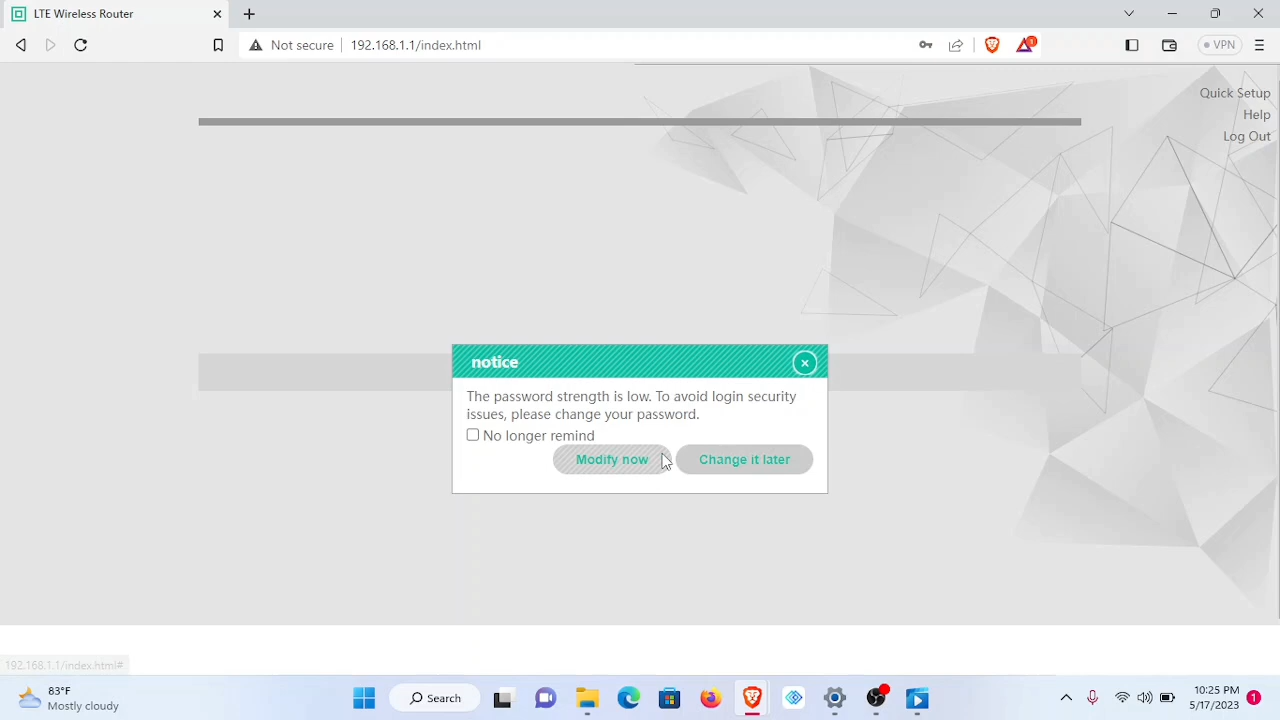 LTE Wireless Router
Not secure
192.168.1.1/index.html
1
VPN
Quick Setup
Help
Log Out
notice
The password strength is low. To avoid login security
issues, please change your password.
No longer remind
Modify now
Change it later
192.168.1.1/index.html#
83°F
Mostly cloudy
Search
10:25 PM
5/17/2023
1